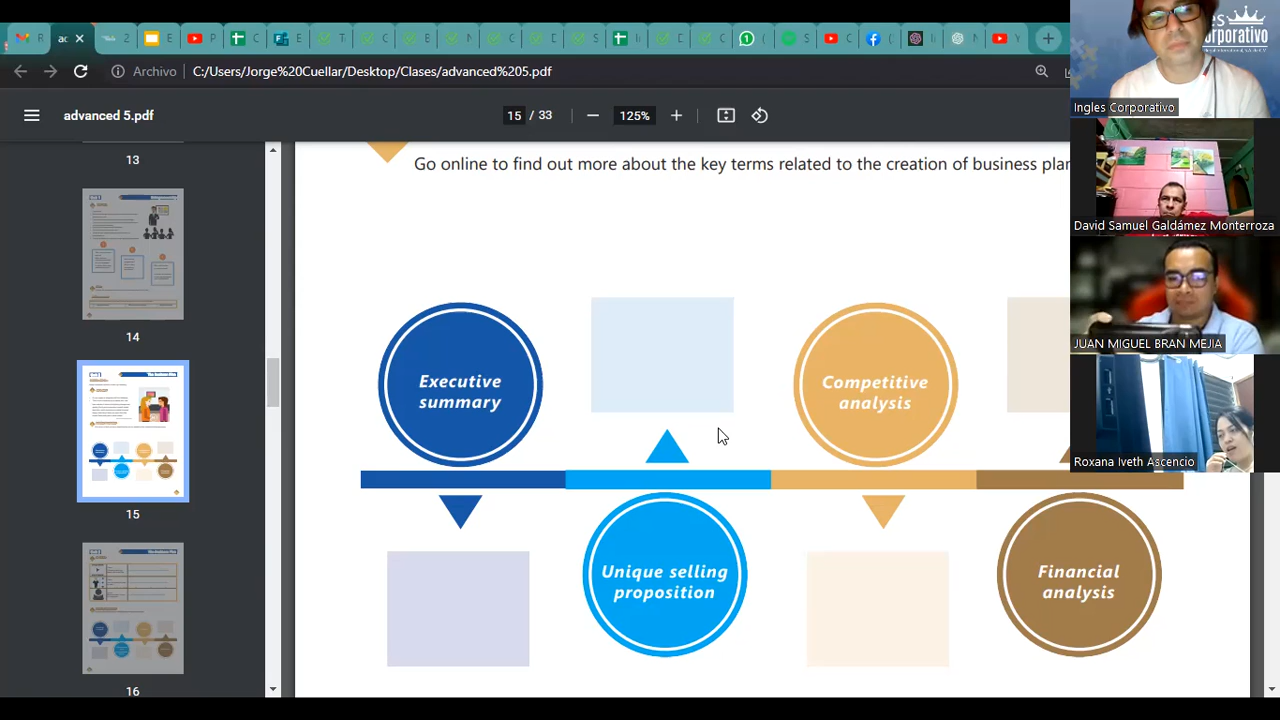 Archivo
C:/Users/Jorge%20Cuellar/Desktop/Clases/advanced%205.pdf
advanced 5.pdf
15 / 33
125%
13
14
15
16
Go online to find out more about the key terms related to the creation of business plan
Executive
summary
Unique selling
proposition
Competitive
analysis
Financial
analysis
Corporativo
Ingles Corporativo
David Samuel Galdámez Monterroza
JUAN MIGUEL BRAN MEJIA
Roxana Iveth Ascencio